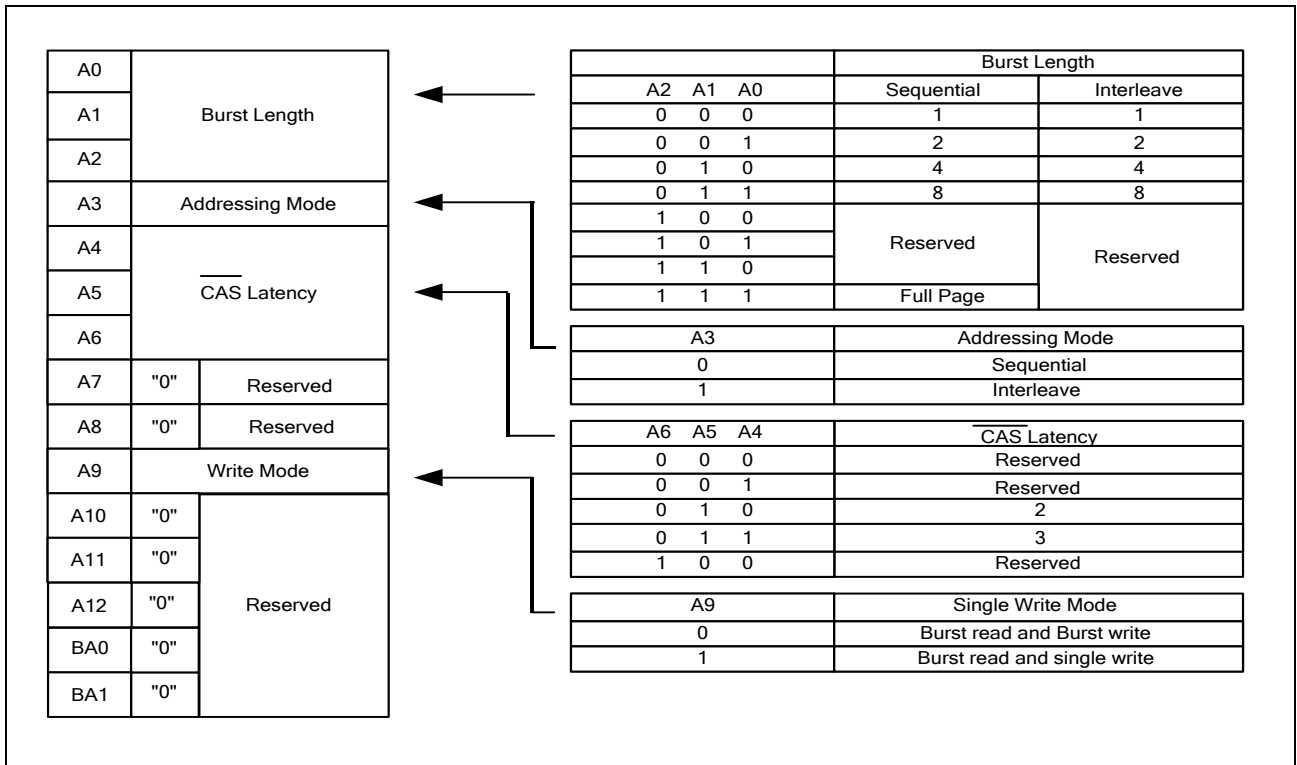 A0
A1 Burst Length
A2
A3 Addressing Mode
A4
A5 CAS Latency
A6
A7 "0" Reserved
A8 "0" Reserved
A9 Write Mode
A10 "0"
A11 "0"
A12 "0" Reserved
BA0 "0"
BA1 "0"
Burst Length
A2 A1 A0 Sequential Interleave
0 0 0 1 1
0 0 1 2 2
0 1 0 4 4
0 1 1 8 8
1 0 0
1 0 1 Reserved Reserved
1 1 0
1 1 1 Full Page
A3 Addressing Mode
0 Sequential
1 Interleave
A6 A5 A4 CAS Latency
0 0 0 Reserved
0 0 1 Reserved
0 1 0 2
0 1 1 3
1 0 0 Reserved
A9 Single Write Mode
0 Burst read and Burst write
1 Burst read and single write